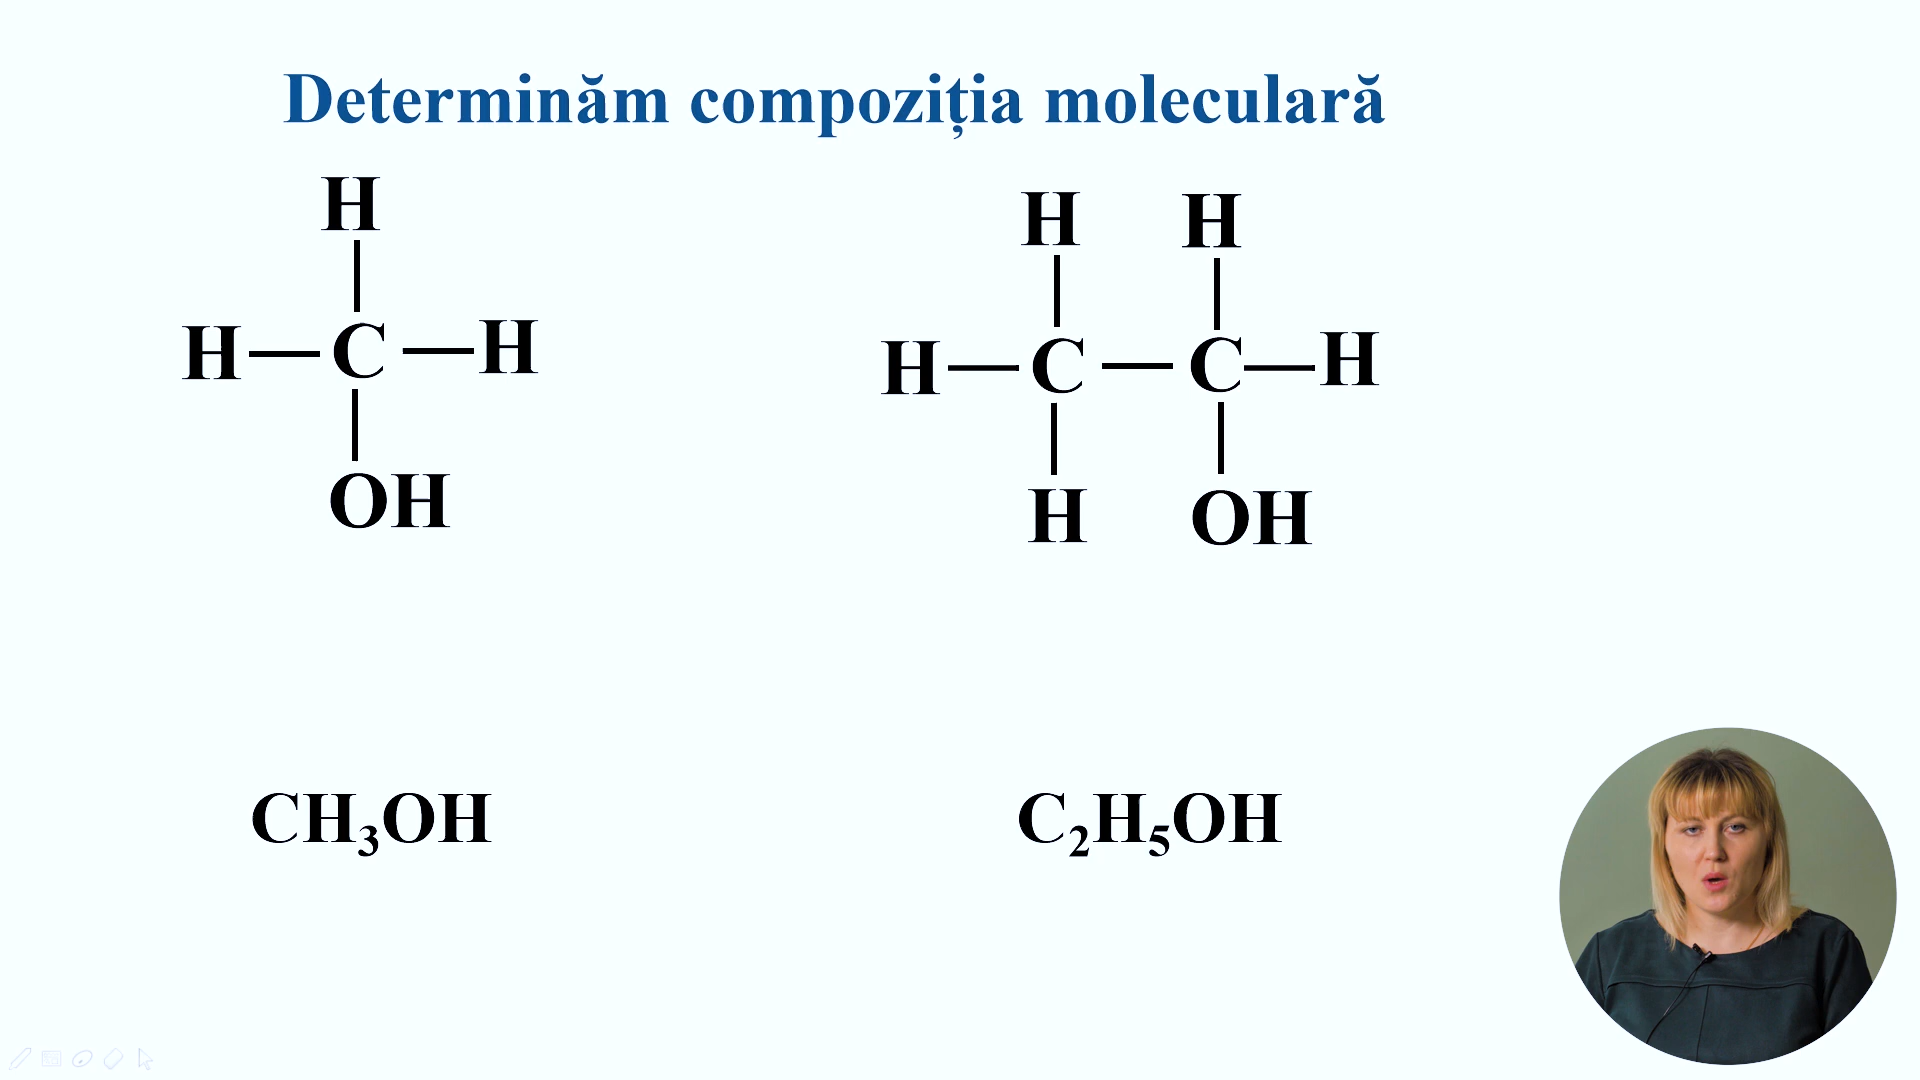 Determinăm compoziția moleculară
H
H C H
OH
H H
H C C H
H OH
CH₃OH
C₂H₅OH